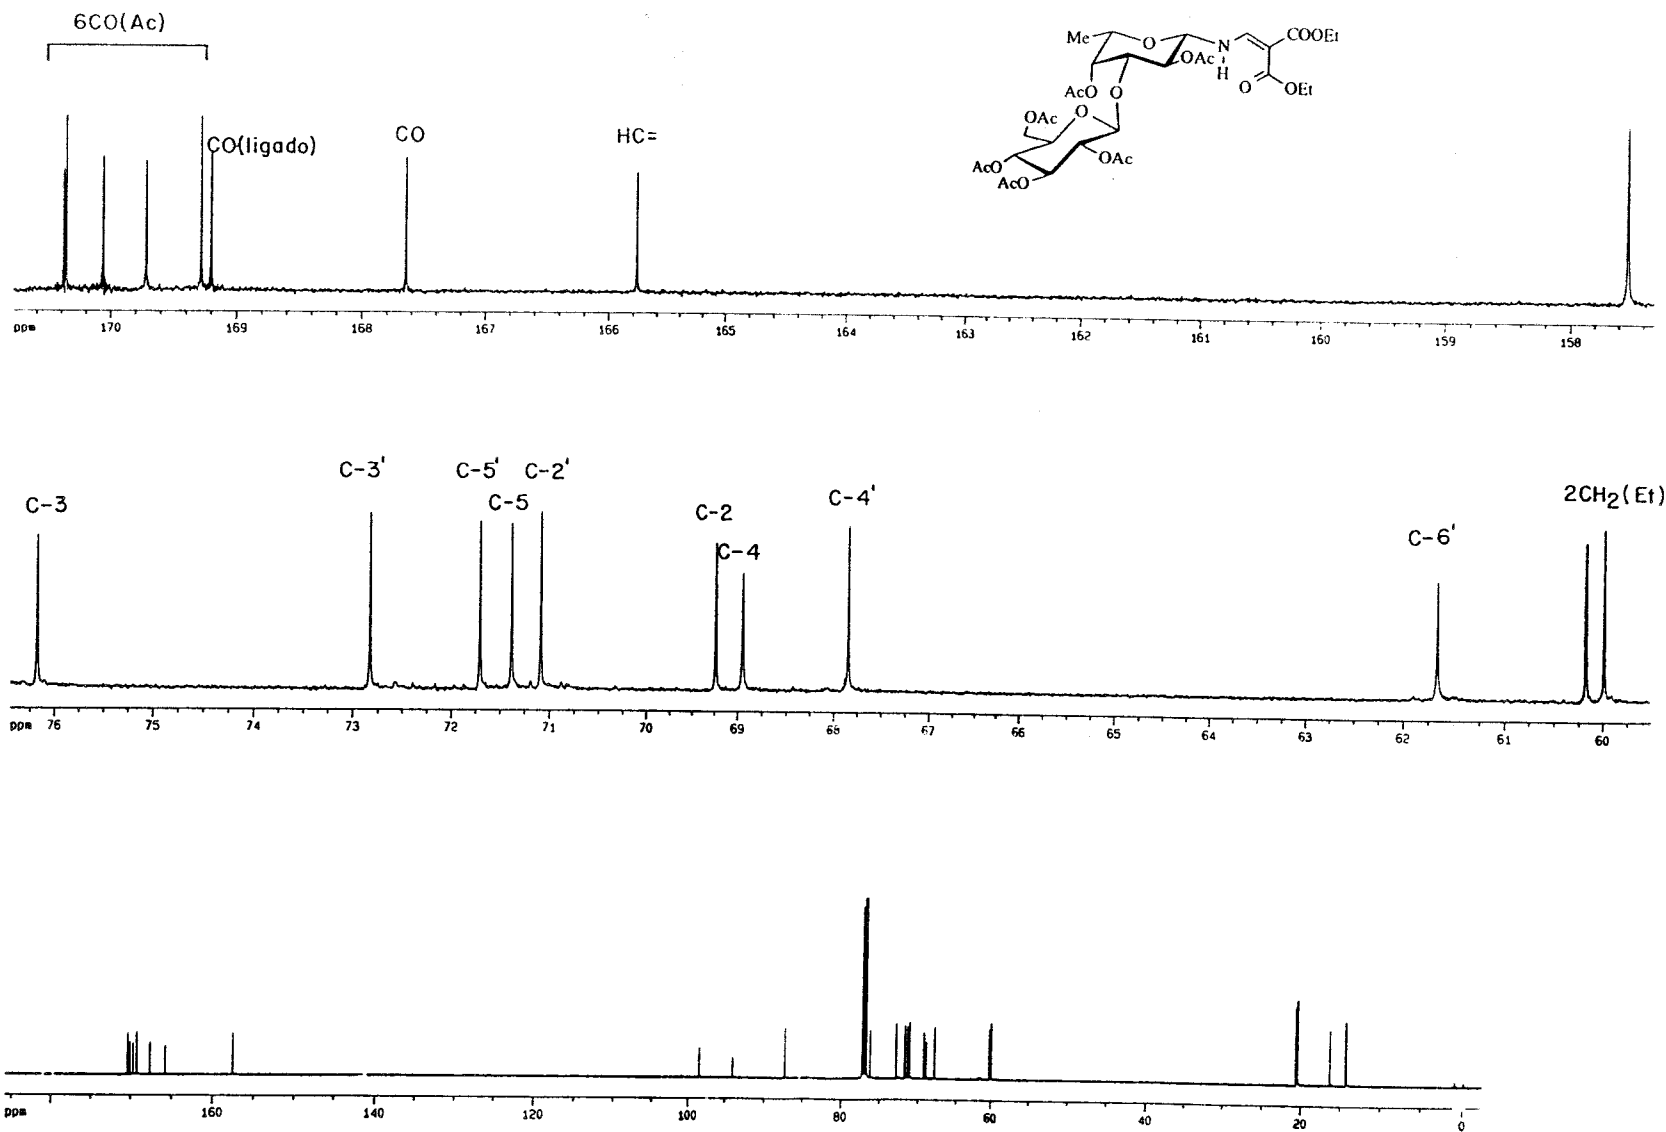 6CO(Ac)
CO(ligado)
CO
HC=
Me
O
N
H
COOEt
O
OEt
OAc
AcO
O
OAc
O
AcO
OAc
AcO
ppm 170 169 168 167 166 165 164 163 162 161 160 159 158
C-3
C-3'
C-5'
C-5
C-2'
C-2
C-4
C-4'
C-6'
2CH2(Et)
ppm 76 75 74 73 72 71 70 69 68 67 66 65 64 63 62 61 60
ppm 160 140 120 100 80 60 40 20 0